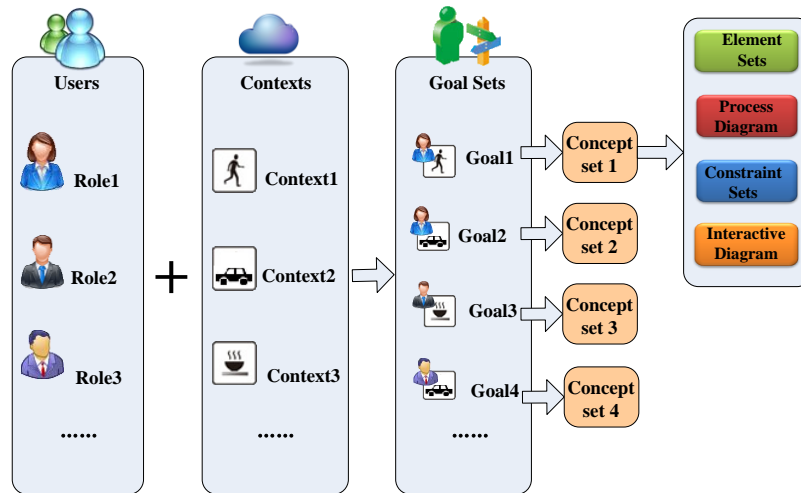 Users
Role1
Role2
Role3
......
Contexts
Context1
Context2
Context3
......
Goal Sets
Goal1
Goal2
Goal3
Goal4
......
Concept
set 1
Concept
set 2
Concept
set 3
Concept
set 4
Element
Sets
Process
Diagram
Constraint
Sets
Interactive
Diagram